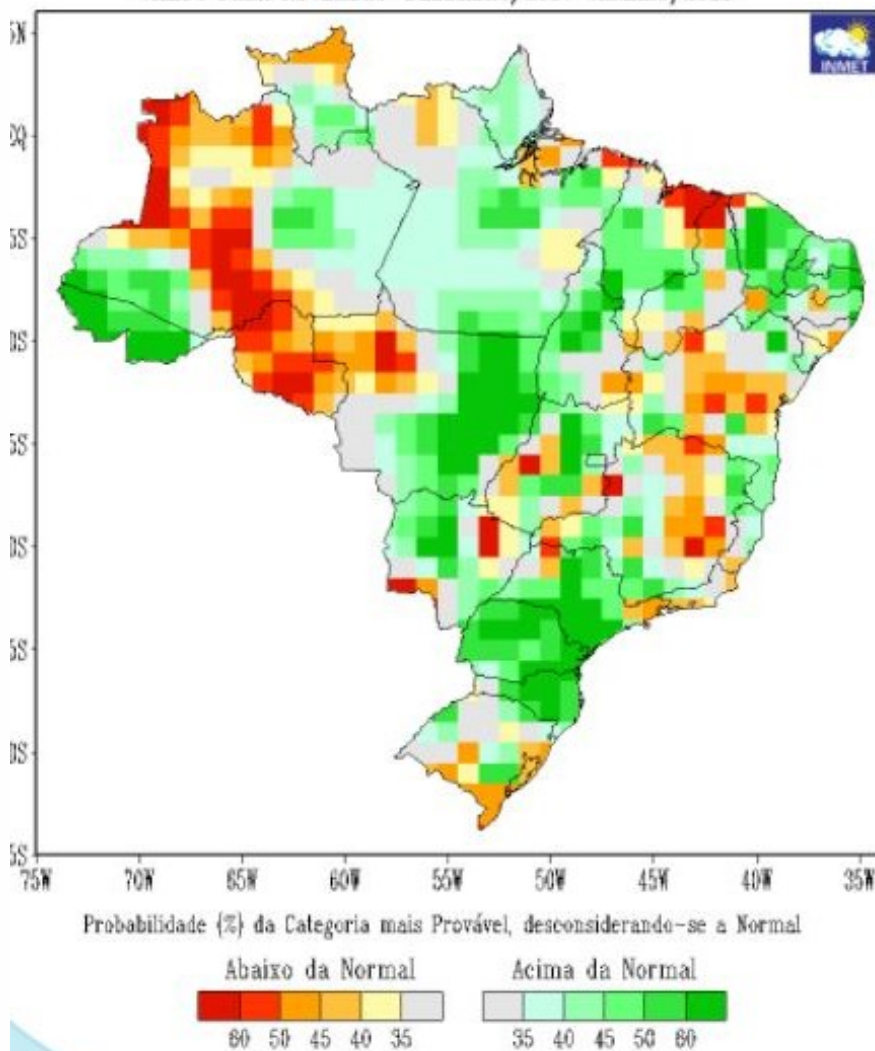 INMET
5N
0Q
5S
0S
5S
0S
5S
0S
5S
75W 70W 65W 60W 55W 50W 45W 40W 35W
Probabilidade (%) da Categoria mais Provável, desconsiderando-se a Normal
Abaixo da Normal Acima da Normal
60 50 45 40 35 35 40 45 50 60